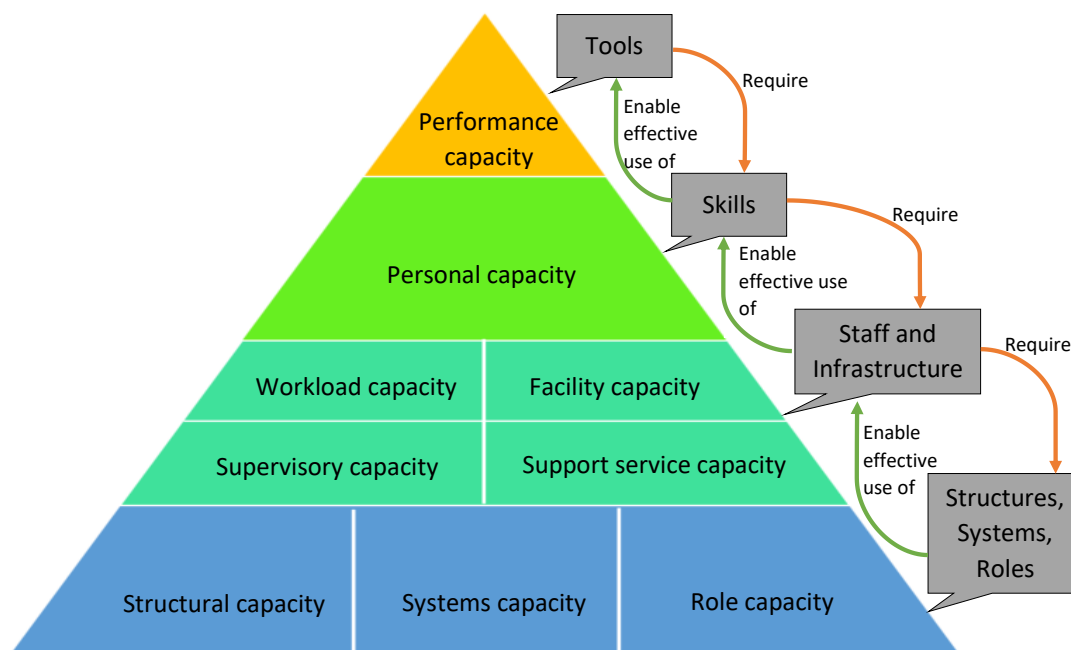 Tools
Require
Enable
effective
use of
Performance
capacity
Skills
Require
Enable
effective use of
Personal capacity
Staff and
Infrastructure
Require
Workload capacity
Facility capacity
Enable
effective
use of
Supervisory capacity
Support service capacity
Structures,
Systems,
Roles
Structural capacity
Systems capacity
Role capacity